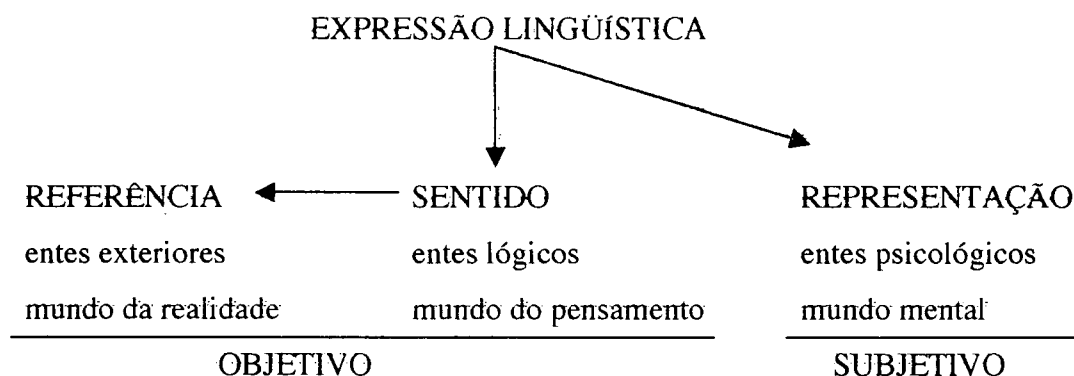 EXPRESSÃO LINGÜÍSTICA
REFERÊNCIA SENTIDO REPRESENTAÇÃO
entes exteriores entes lógicos entes psicológicos
mundo da realidade mundo do pensamento mundo mental
OBJETIVO SUBJETIVO